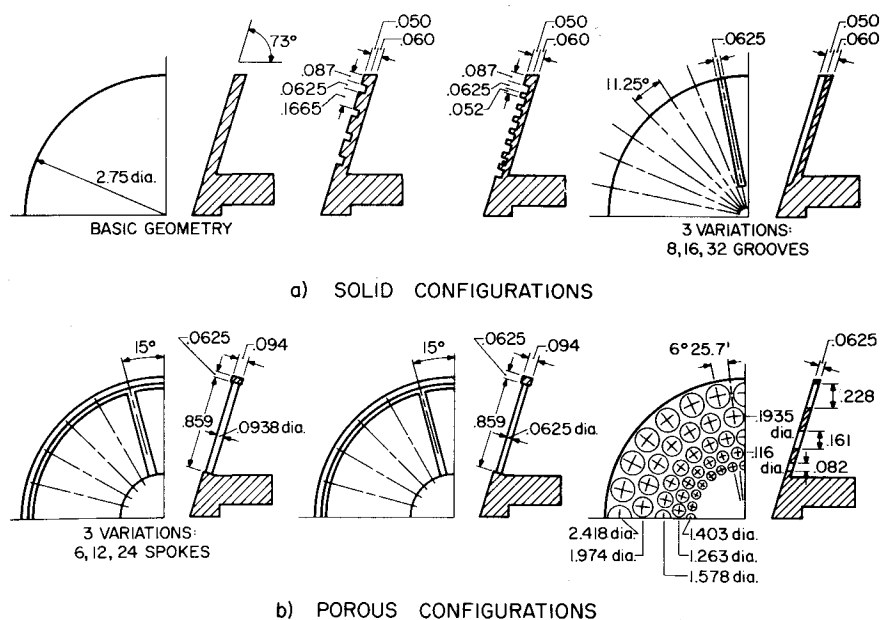 73°
2.75 dia.
BASIC GEOMETRY
.050
.060
.087
.0625
.1665
.050
.060
.087
.0625
.052
.0625
11.25°
.050
.060
3 VARIATIONS:
8,16, 32 GROOVES
a) SOLID CONFIGURATIONS
15°
.0625
.094
.859
.0938 dia.
3 VARIATIONS:
6, 12, 24 SPOKES
15°
.0625
.094
.859
.0625 dia.
6° 25.7'
.0625
.228
.1935
dia.
.161
.116
dia.
.082
2.418 dia.
1.403 dia.
1.974 dia.
1.263 dia.
1.578 dia.
b) POROUS CONFIGURATIONS